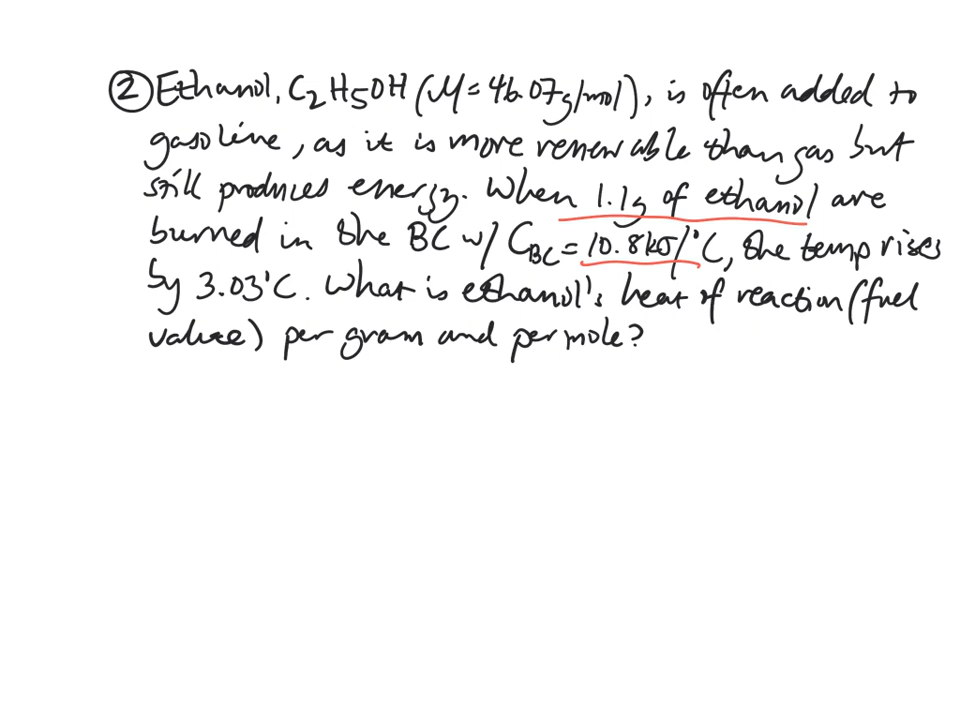 ② Ethanol, C₂H₅OH (M=46.07g/mol), is often added to
gasoline, as it is more renewable than gas but
still produces energy. When 1.1g of ethanol are
burned in the BC w/ C_BC=10.8kJ/°C, the temp rises
by 3.03°C. What is ethanol's heat of reaction (fuel
value) per gram and per mole?